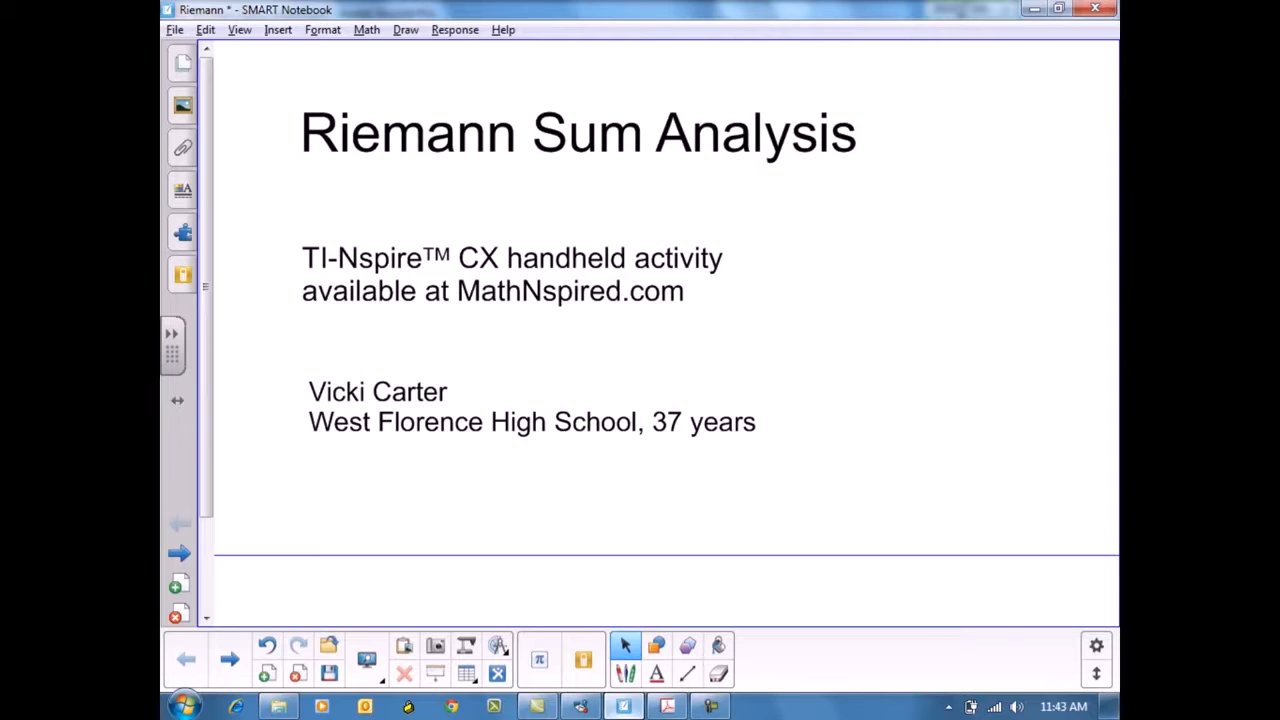 Riemann * - SMART Notebook
File Edit View Insert Format Math Draw Response Help
Riemann Sum Analysis
TI-Nspire™ CX handheld activity
available at MathNspired.com
Vicki Carter
West Florence High School, 37 years
11:43 AM